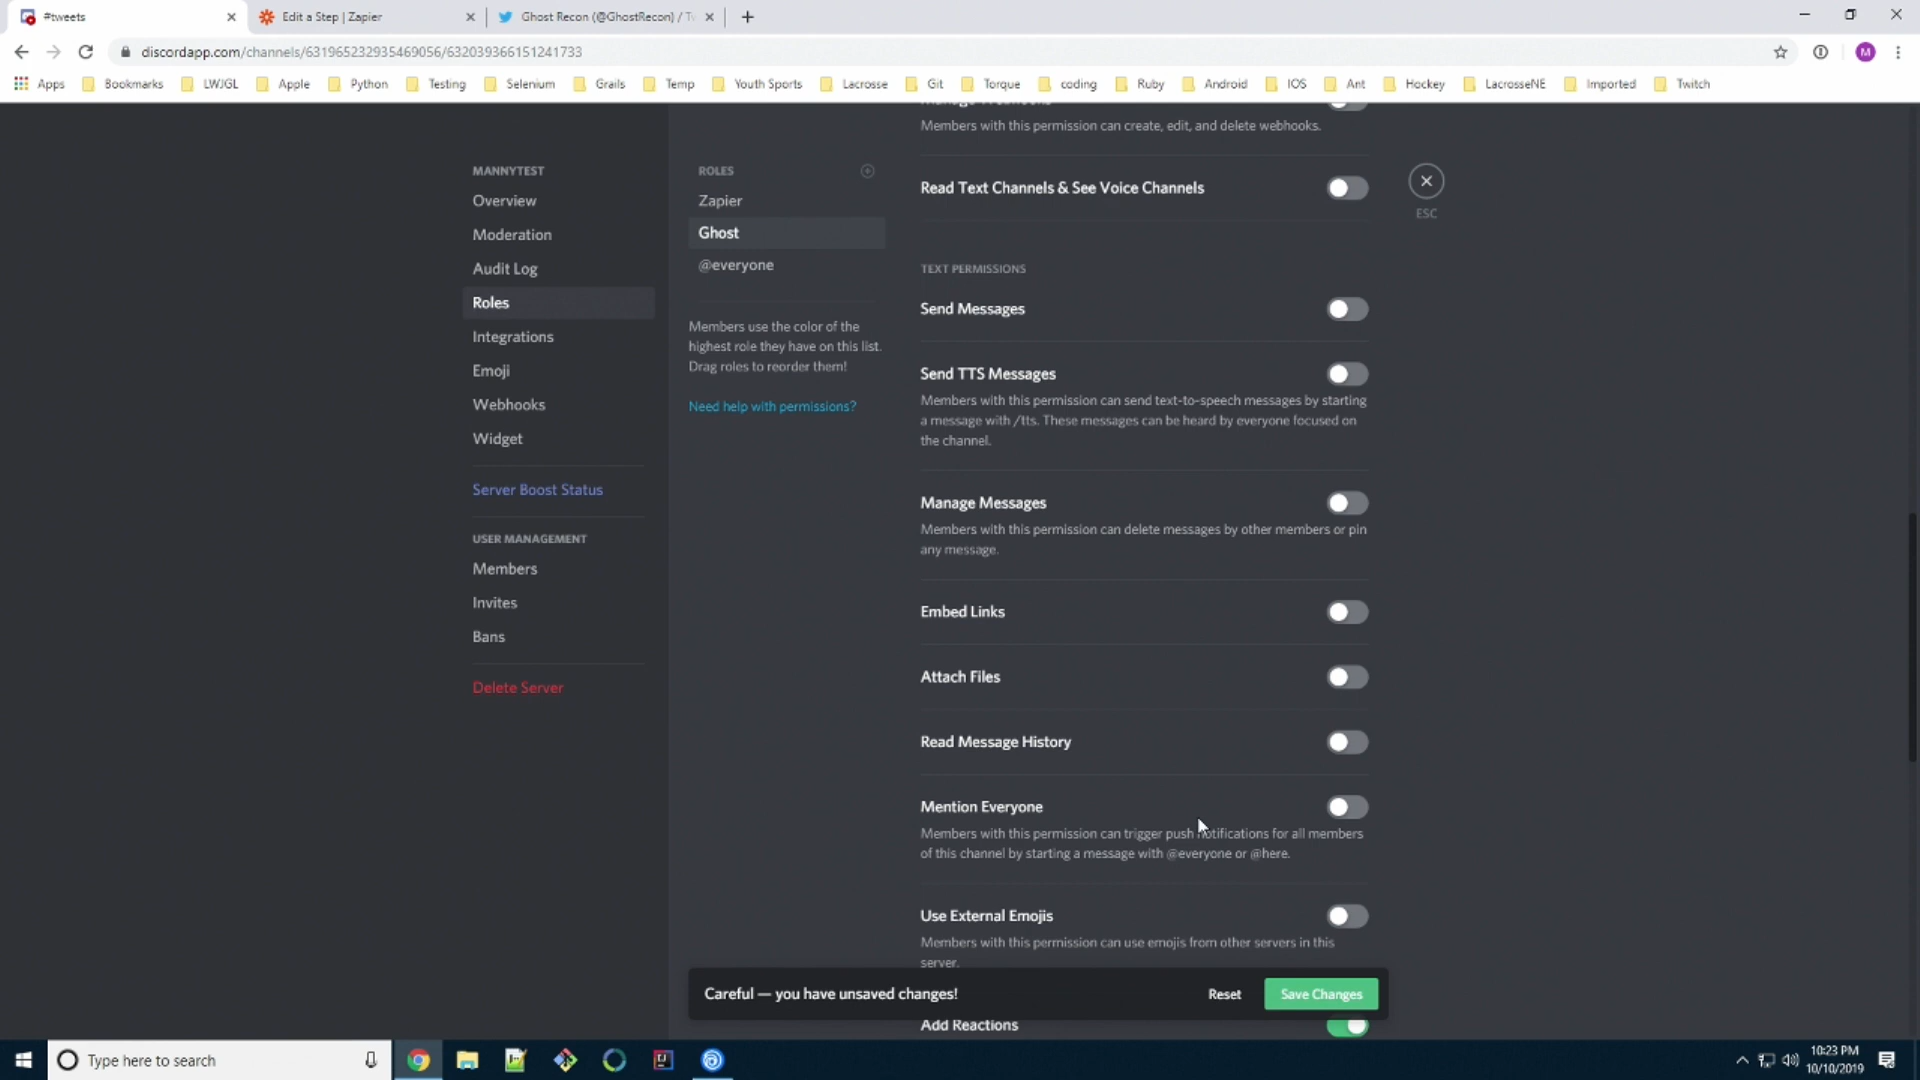 #tweets
Edit a Step | Zapier
Ghost Recon (@GhostRecon) / Tw
discordapp.com/channels/631965232935469056/632039366151241733
M
Apps
Bookmarks
LWJGL
Apple
Python
Testing
Selenium
Grails
Temp
Youth Sports
Lacrosse
Git
Torque
coding
Ruby
Android
IOS
Ant
Hockey
LacrosseNE
Imported
Twitch
MANNYTEST
Overview
Moderation
Audit Log
Roles
Integrations
Emoji
Webhooks
Widget
Server Boost Status
USER MANAGEMENT
Members
Invites
Bans
Delete Server
ROLES
Zapier
Ghost
@everyone
Members use the color of the
highest role they have on this list.
Drag roles to reorder them!
Need help with permissions?
Members with this permission can create, edit, and delete webhooks.
Read Text Channels & See Voice Channels
ESC
TEXT PERMISSIONS
Send Messages
Send TTS Messages
Members with this permission can send text-to-speech messages by starting
a message with /tts. These messages can be heard by everyone focused on
the channel.
Manage Messages
Members with this permission can delete messages by other members or pin
any message.
Embed Links
Attach Files
Read Message History
Mention Everyone
Members with this permission can trigger push notifications for all members
of this channel by starting a message with @everyone or @here.
Use External Emojis
Members with this permission can use emojis from other servers in this
server.
Careful — you have unsaved changes!
Reset
Save Changes
Add Reactions
Type here to search
10:23 PM
10/10/2019